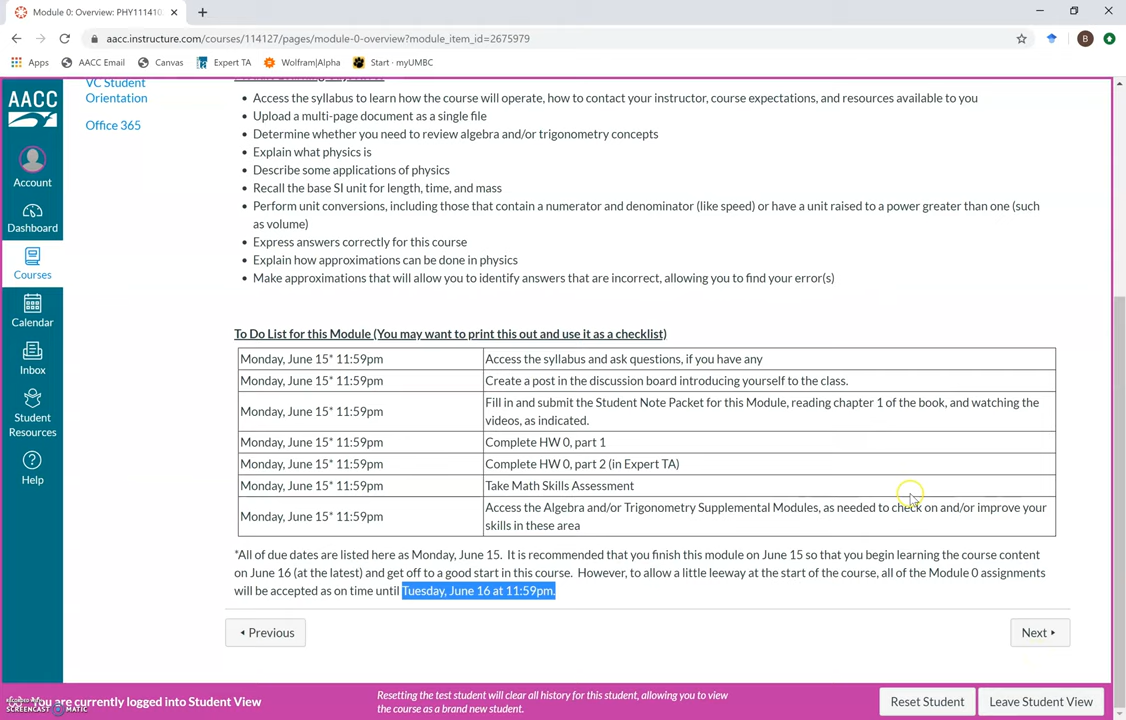 Module 0: Overview: PHY111410,
aacc.instructure.com/courses/114127/pages/module-0-overview?module_item_id=2675979
B
Apps AACC Email Canvas Expert TA Wolfram|Alpha Start · myUMBC
AACC
Account
Dashboard
Courses
Calendar
Inbox
Student
Resources
Help
VC Student
Orientation
Office 365
• Access the syllabus to learn how the course will operate, how to contact your instructor, course expectations, and resources available to you
• Upload a multi-page document as a single file
• Determine whether you need to review algebra and/or trigonometry concepts
• Explain what physics is
• Describe some applications of physics
• Recall the base SI unit for length, time, and mass
• Perform unit conversions, including those that contain a numerator and denominator (like speed) or have a unit raised to a power greater than one (such
as volume)
• Express answers correctly for this course
• Explain how approximations can be done in physics
• Make approximations that will allow you to identify answers that are incorrect, allowing you to find your error(s)
To Do List for this Module (You may want to print this out and use it as a checklist)
Monday, June 15* 11:59pm Access the syllabus and ask questions, if you have any
Monday, June 15* 11:59pm Create a post in the discussion board introducing yourself to the class.
Monday, June 15* 11:59pm Fill in and submit the Student Note Packet for this Module, reading chapter 1 of the book, and watching the
videos, as indicated.
Monday, June 15* 11:59pm Complete HW 0, part 1
Monday, June 15* 11:59pm Complete HW 0, part 2 (in Expert TA)
Monday, June 15* 11:59pm Take Math Skills Assessment
Monday, June 15* 11:59pm Access the Algebra and/or Trigonometry Supplemental Modules, as needed to check on and/or improve your
skills in these area
*All of due dates are listed here as Monday, June 15. It is recommended that you finish this module on June 15 so that you begin learning the course content
on June 16 (at the latest) and get off to a good start in this course. However, to allow a little leeway at the start of the course, all of the Module 0 assignments
will be accepted as on time until Tuesday, June 16 at 11:59pm.
Previous
Next
You are currently logged into Student View
Resetting the test student will clear all history for this student, allowing you to view
the course as a brand new student.
Reset Student
Leave Student View
SCREENCAST MATIC